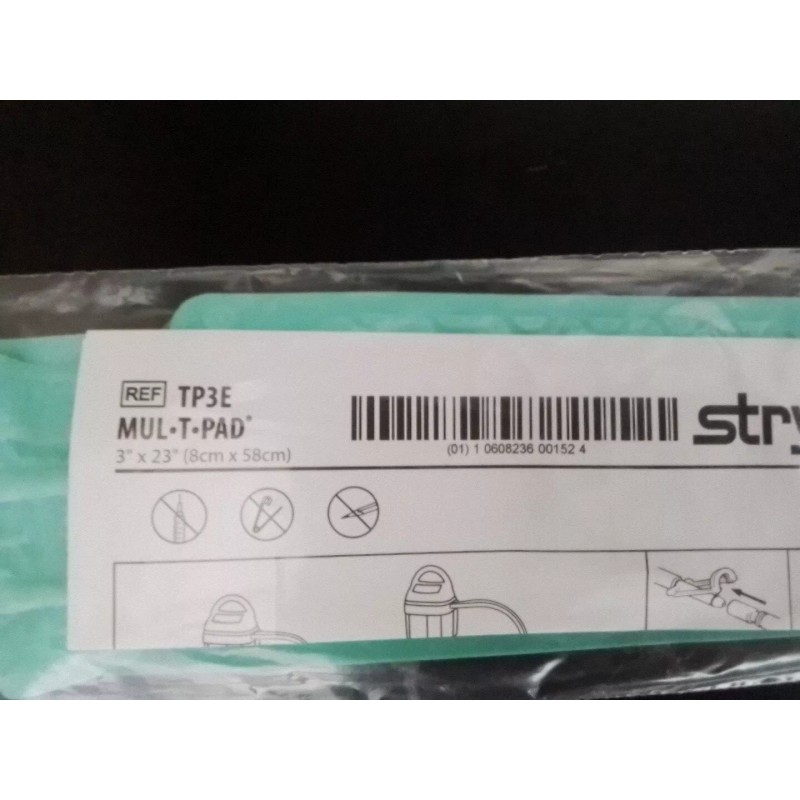 REF TP3E
MUL•T•PAD®
3" x 23" (8cm x 58cm)
(01) 1 0608236 00152 4
stry